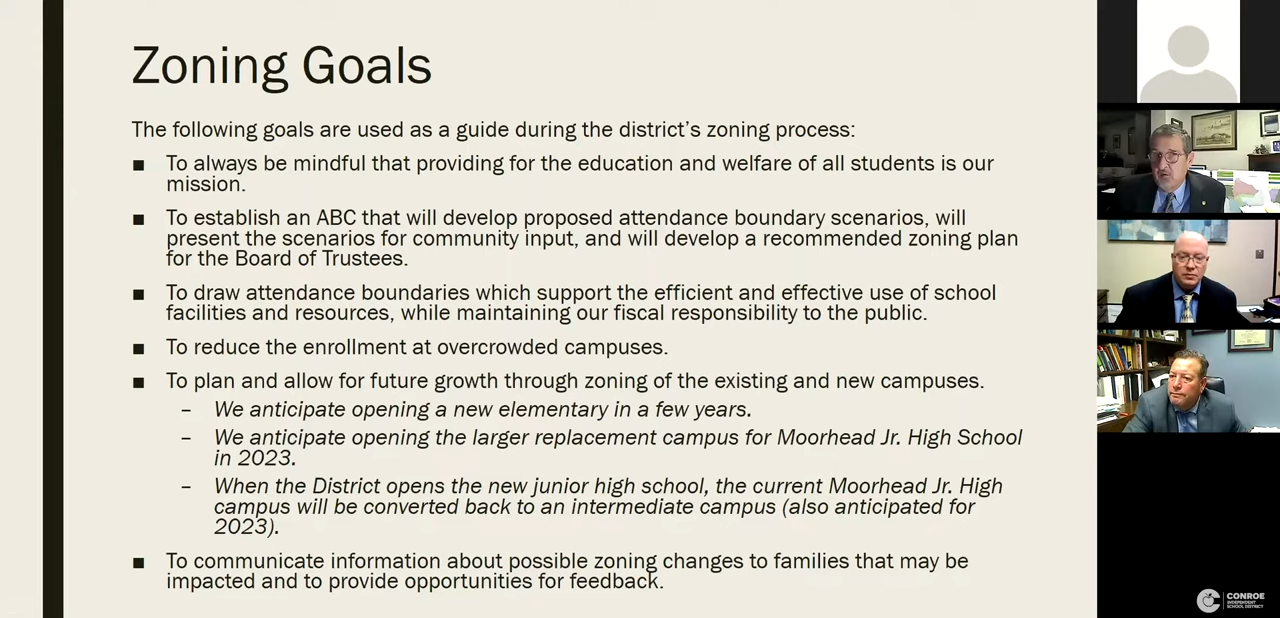 Zoning Goals
The following goals are used as a guide during the district's zoning process:
■ To always be mindful that providing for the education and welfare of all students is our
mission.
■ To establish an ABC that will develop proposed attendance boundary scenarios, will
present the scenarios for community input, and will develop a recommended zoning plan
for the Board of Trustees.
■ To draw attendance boundaries which support the efficient and effective use of school
facilities and resources, while maintaining our fiscal responsibility to the public.
■ To reduce the enrollment at overcrowded campuses.
■ To plan and allow for future growth through zoning of the existing and new campuses.
– We anticipate opening a new elementary in a few years.
– We anticipate opening the larger replacement campus for Moorhead Jr. High School
in 2023.
– When the District opens the new junior high school, the current Moorhead Jr. High
campus will be converted back to an intermediate campus (also anticipated for
2023).
■ To communicate information about possible zoning changes to families that may be
impacted and to provide opportunities for feedback.
CONROE
INDEPENDENT
SCHOOL DISTRICT